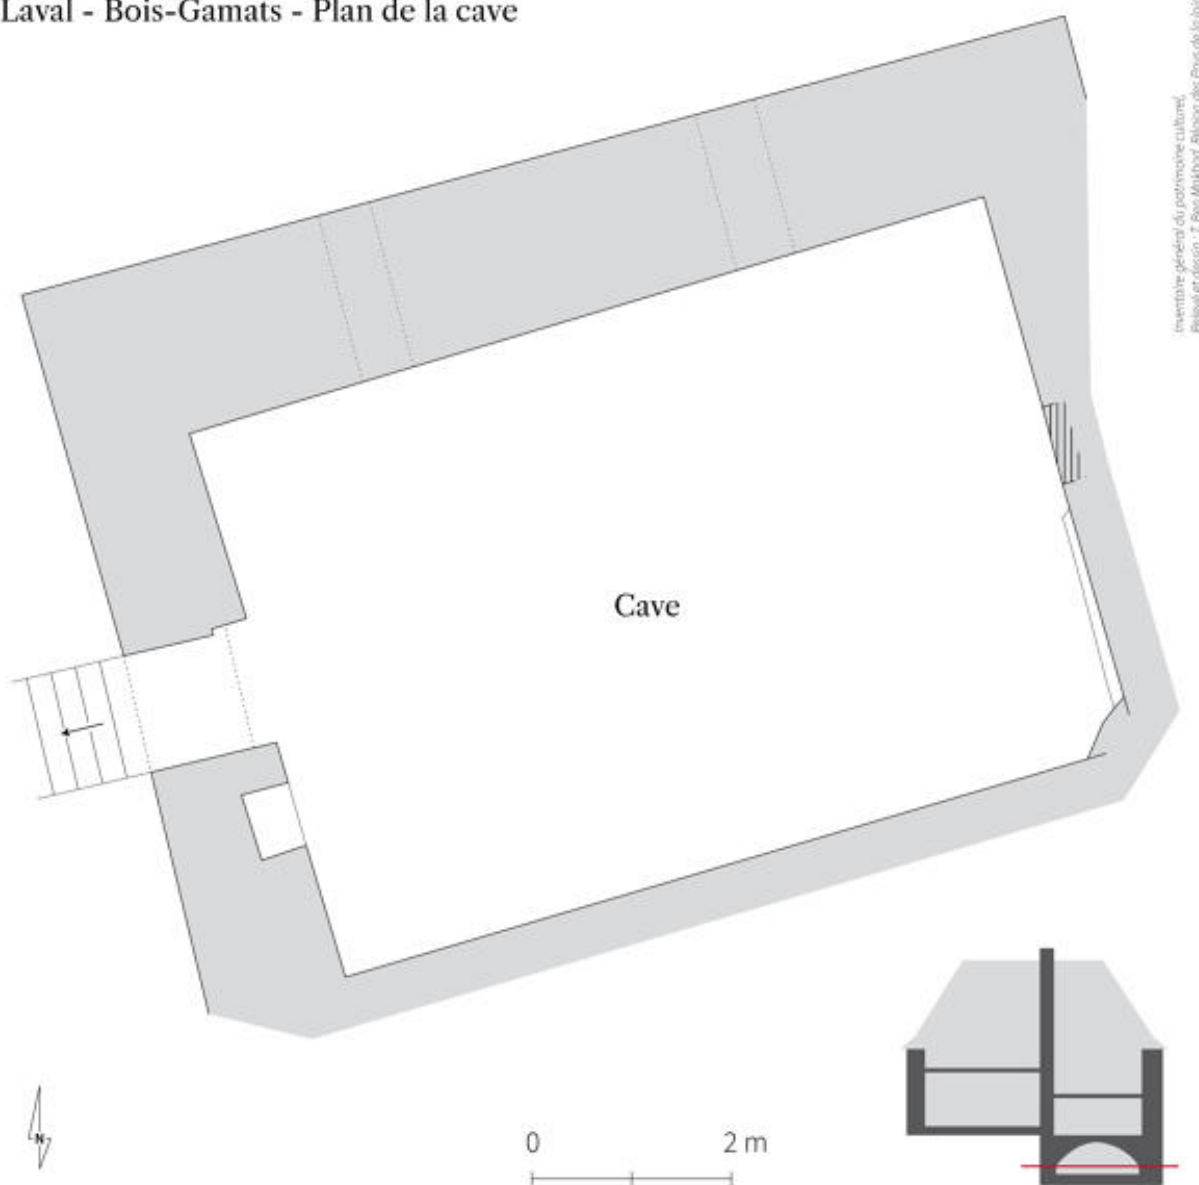 Laval - Bois-Gamats - Plan de la cave
Inventaire général du patrimoine culturel,
Cave
N
0 2 m